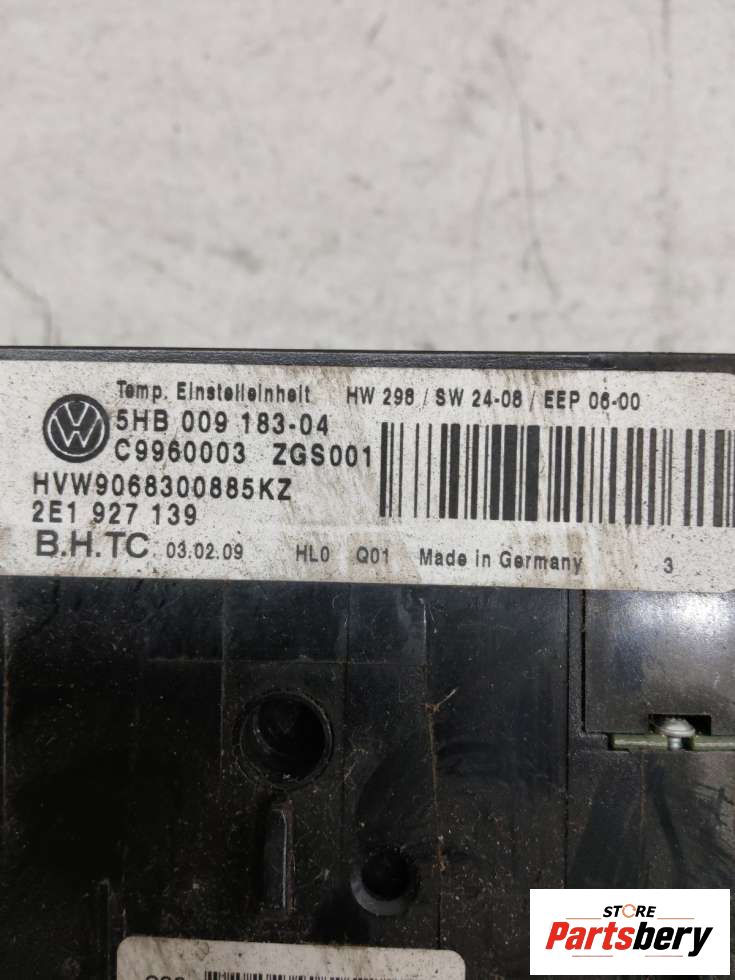 Temp. Einstelleinheit HW 298 / SW 24-08 / EEP 06-00
5HB 009 183-04
C9960003 ZGS001
HVW9068300885KZ
2E1 927 139
B.H.TC 03.02.09 HL0 Q01 Made in Germany 3
STORE
Partsbery